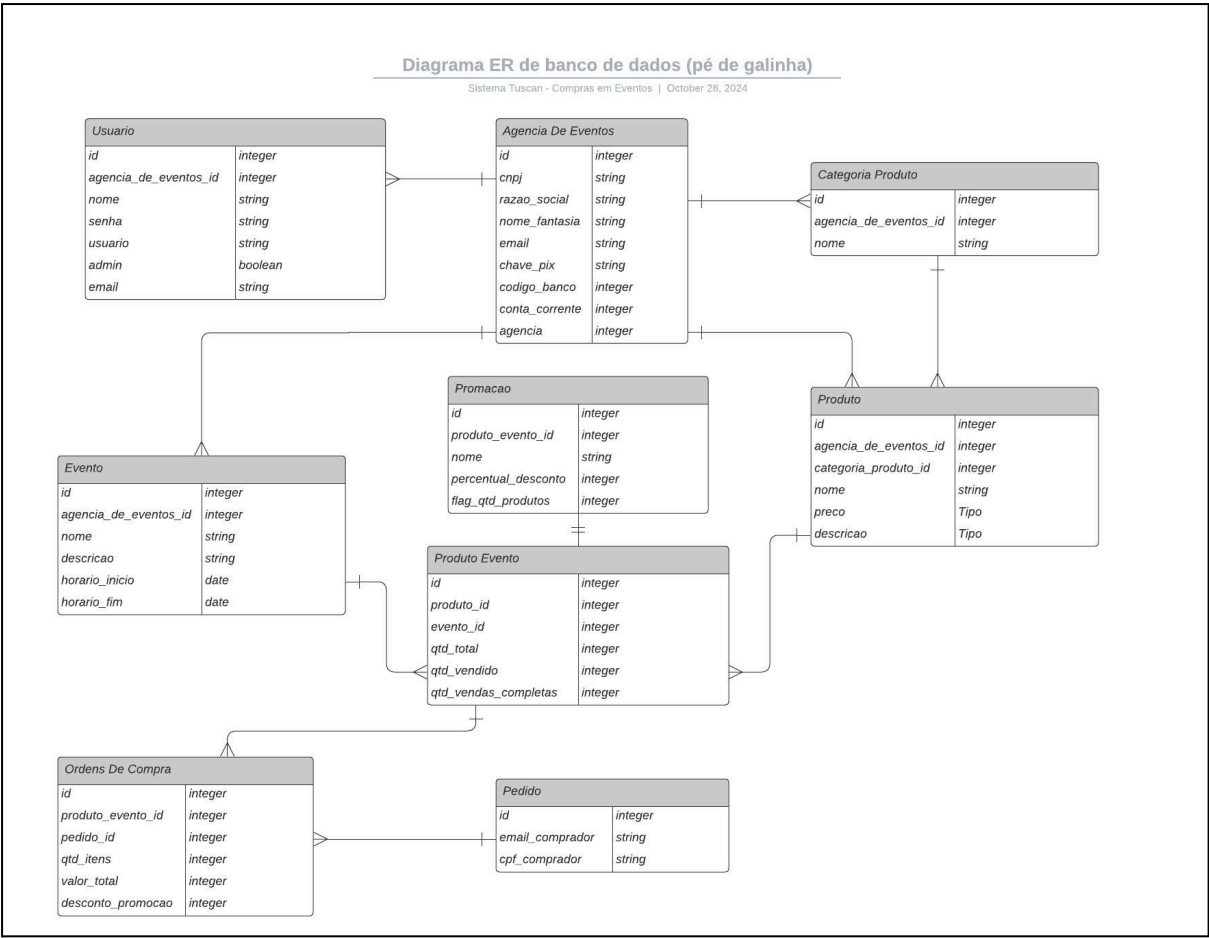 Diagrama ER de banco de dados (pé de galinha)
Sistema Tuscan - Compras em Eventos | October 28, 2024
Usuario
id integer
agencia_de_eventos_id integer
nome string
senha string
usuario string
admin boolean
email string
Agencia De Eventos
id integer
cnpj string
razao_social string
nome_fantasia string
email string
chave_pix string
codigo_banco integer
conta_corrente integer
agencia integer
Categoria Produto
id integer
agencia_de_eventos_id integer
nome string
Promacao
id integer
produto_evento_id integer
nome string
percentual_desconto integer
flag_qtd_produtos integer
Produto
id integer
agencia_de_eventos_id integer
categoria_produto_id integer
nome string
preco Tipo
descricao Tipo
Evento
id integer
agencia_de_eventos_id integer
nome string
descricao string
horario_inicio date
horario_fim date
Produto Evento
id integer
produto_id integer
evento_id integer
qtd_total integer
qtd_vendido integer
qtd_vendas_completas integer
Ordens De Compra
id integer
produto_evento_id integer
pedido_id integer
qtd_itens integer
valor_total integer
desconto_promocao integer
Pedido
id integer
email_comprador string
cpf_comprador string